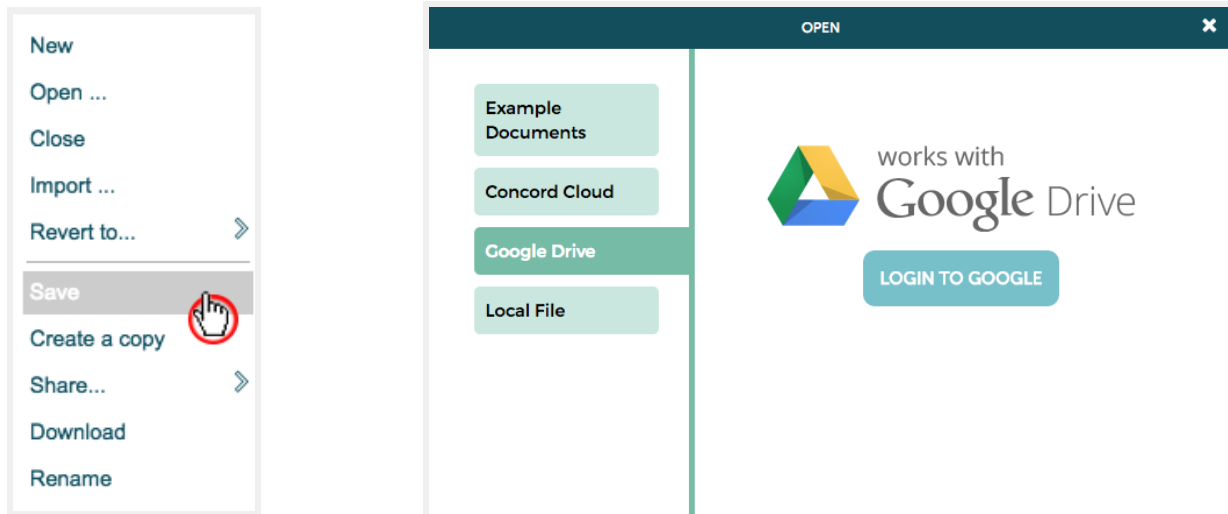 New
Open ...
Close
Import ...
Revert to...
Save
Create a copy
Share...
Download
Rename
OPEN
Example
Documents
Concord Cloud
Google Drive
Local File
works with
Google Drive
LOGIN TO GOOGLE